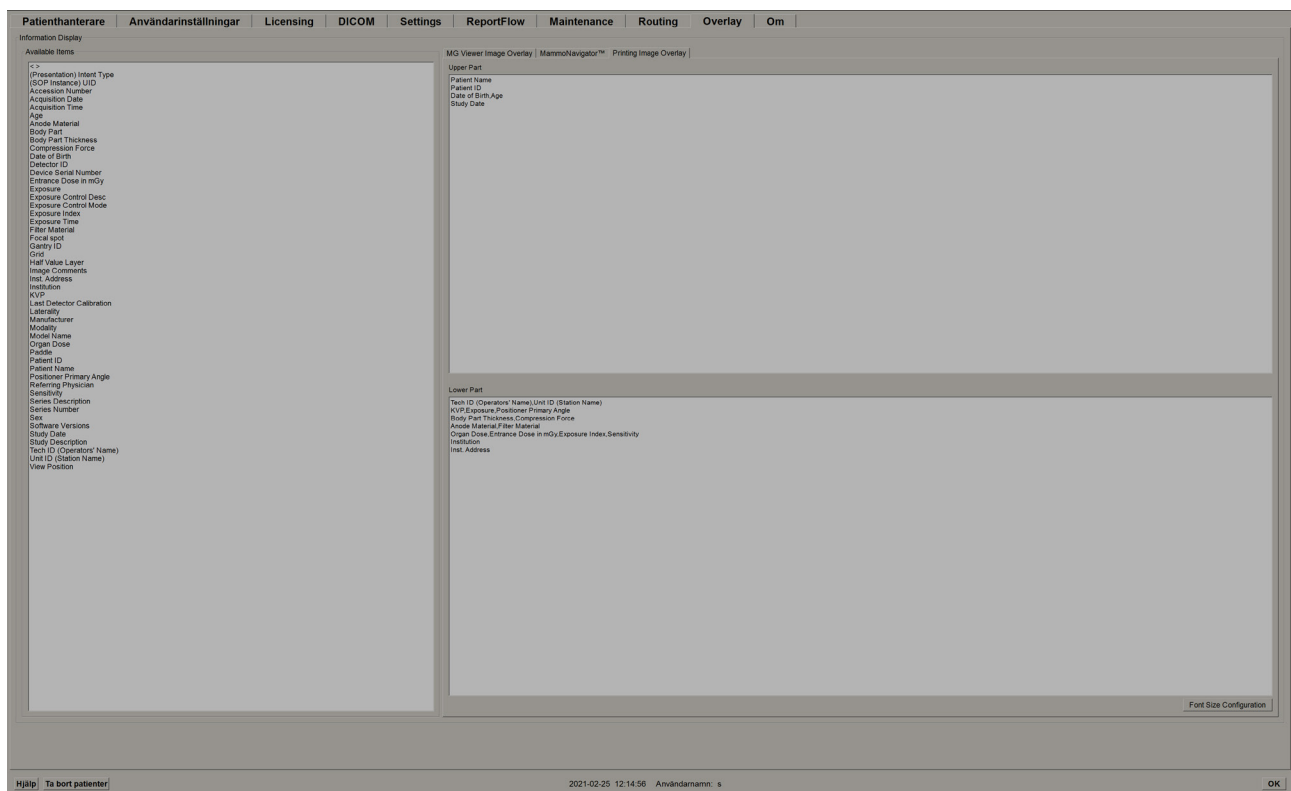 Patienthanterare Användarinställningar Licensing DICOM Settings ReportFlow Maintenance Routing Overlay Om
Information Display
Available Items
< >
(Presentation) Intent Type
(SOP Instance) UID
Accession Number
Acquisition Date
Acquisition Time
Age
Anode Material
Body Part
Body Part Thickness
Compression Force
Date of Birth
Detector ID
Device Serial Number
Entrance Dose in mGy
Exposure
Exposure Control Desc
Exposure Control Mode
Exposure Index
Exposure Time
Filter Material
Focal spot
Gantry ID
Grid
Half Value Layer
Image Comments
Inst. Address
Institution
KVP
Last Detector Calibration
Laterality
Manufacturer
Modality
Model Name
Organ Dose
Paddle
Patient ID
Patient Name
Positioner Primary Angle
Referring Physician
Sensitivity
Series Description
Series Number
Sex
Software Versions
Study Date
Study Description
Tech ID (Operators' Name)
Unit ID (Station Name)
View Position
MG Viewer Image Overlay MammoNavigator™ Printing Image Overlay
Upper Part
Patient Name
Patient ID
Date of Birth,Age
Study Date
Lower Part
Tech ID (Operators' Name),Unit ID (Station Name)
KVP,Exposure,Positioner Primary Angle
Body Part Thickness,Compression Force
Anode Material,Filter Material
Organ Dose,Entrance Dose in mGy,Exposure Index,Sensitivity
Institution
Inst. Address
Font Size Configuration
Hjälp Ta bort patienter 2021-02-25 12:14:56 Användarnamn: s OK